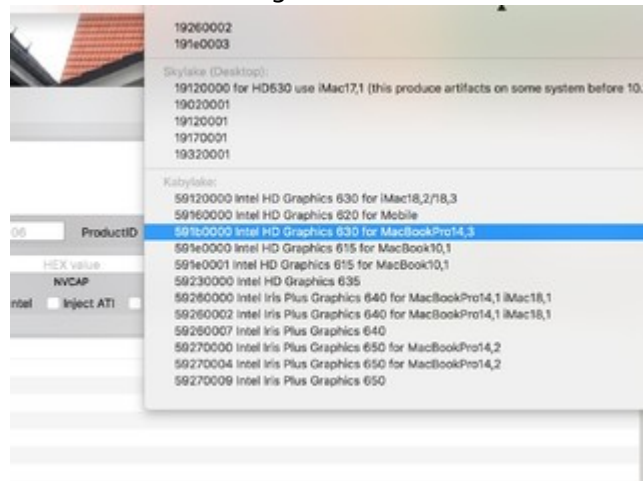 19260002
191e0003
Skylake (Desktop):
19120000 for HD530 use iMac17,1 (this produce artifacts on some system before 10.
19020001
19120001
19170001
19320001
Kabylake:
59120000 Intel HD Graphics 630 for iMac18,2/18,3
59160000 Intel HD Graphics 620 for Mobile
591b0000 Intel HD Graphics 630 for MacBookPro14,3
591e0000 Intel HD Graphics 615 for MacBook10,1
591e0001 Intel HD Graphics 615 for MacBook10,1
59230000 Intel HD Graphics 635
59260000 Intel Iris Plus Graphics 640 for MacBookPro14,1 iMac18,1
59260002 Intel Iris Plus Graphics 640 for MacBookPro14,1 iMac18,1
59260007 Intel Iris Plus Graphics 640
59270000 Intel Iris Plus Graphics 650 for MacBookPro14,2
59270004 Intel Iris Plus Graphics 650 for MacBookPro14,2
59270009 Intel Iris Plus Graphics 650
06 ProductID
HEX value
NVCAP
ntel Inject ATI